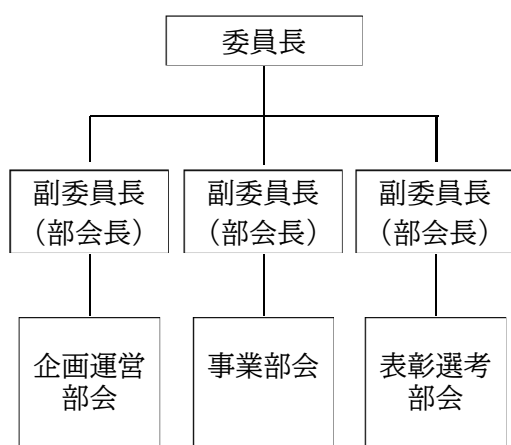 委員長
副委員長
（部会長）
副委員長
（部会長）
副委員長
（部会長）
企画運営
部会
事業部会
表彰選考
部会